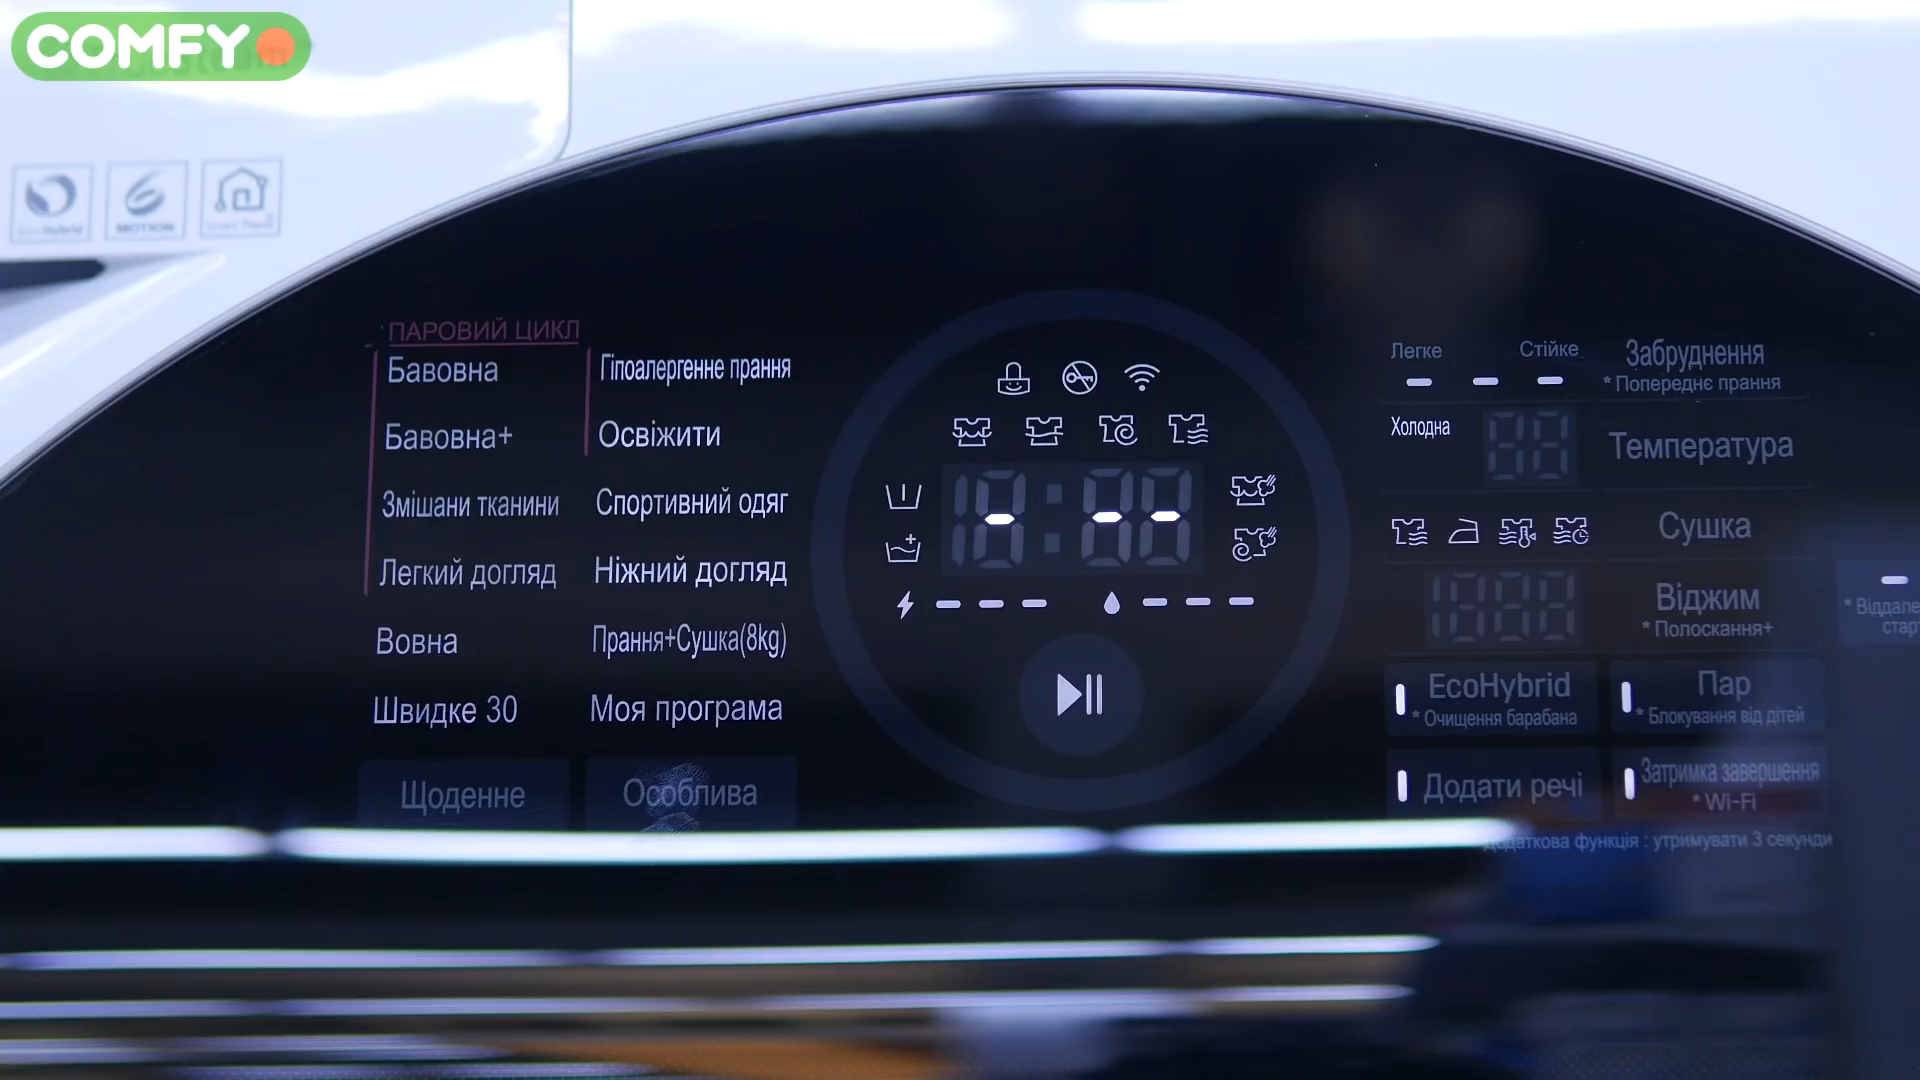 COMFY
MOTION
ПАРОВИЙ ЦИКЛ
Бавовна
Бавовна+
Змішани тканини
Легкий догляд
Вовна
Швидке 30
Щоденне
Гіпоалергенне прання
Освіжити
Спортивний одяг
Ніжний догляд
Прання+Сушка(8kg)
Моя програма
Особлива
Легке Стійке Забруднення
* Попереднє прання
Холодна Температура
Сушка
Віджим
* Полоскання+
EcoHybrid
* Очищення барабана
Пар
* Блокування від дітей
Додати речі
Затримка завершення
* Wi-Fi
Додаткова функція : утримувати 3 секунди